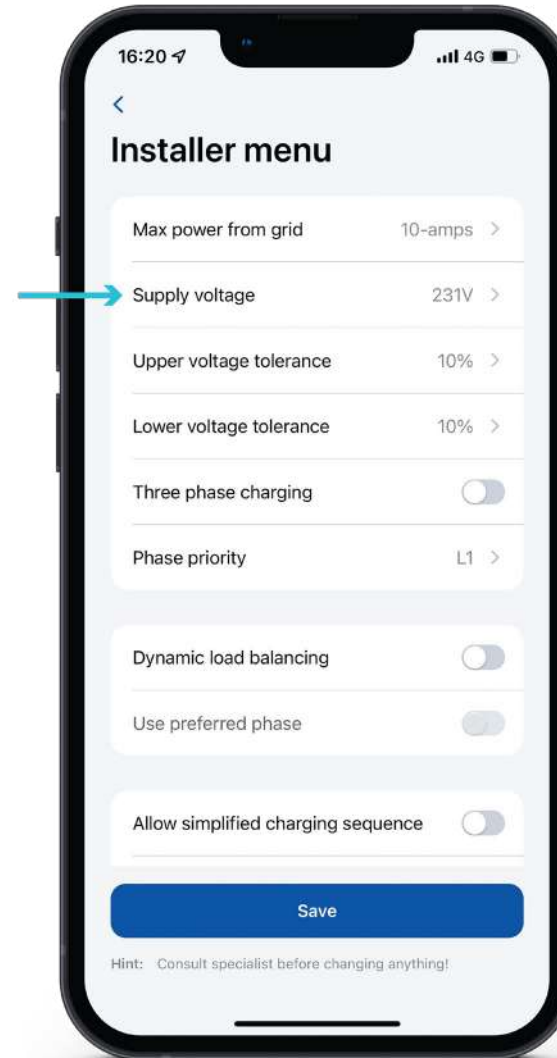 16:20 4G
Installer menu
Max power from grid 10-amps
Supply voltage 231V
Upper voltage tolerance 10%
Lower voltage tolerance 10%
Three phase charging
Phase priority L1
Dynamic load balancing
Use preferred phase
Allow simplified charging sequence
Save
Hint: Consult specialist before changing anything!